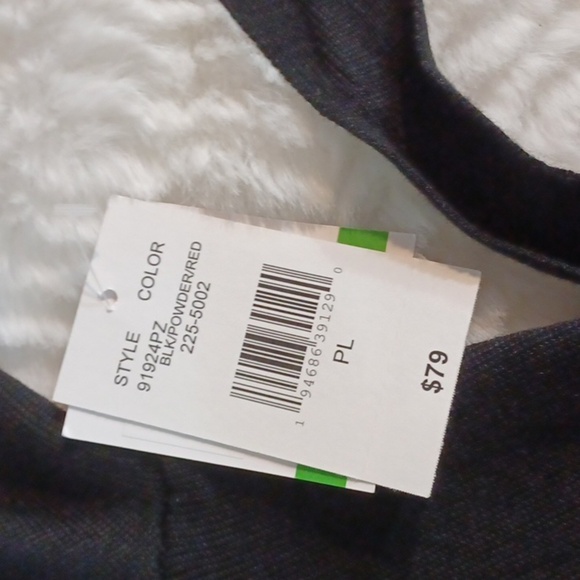 STYLE COLOR
91924PZ
BLK/POWDER/RED
225-5002
1 94686 39129 0
PL
$79